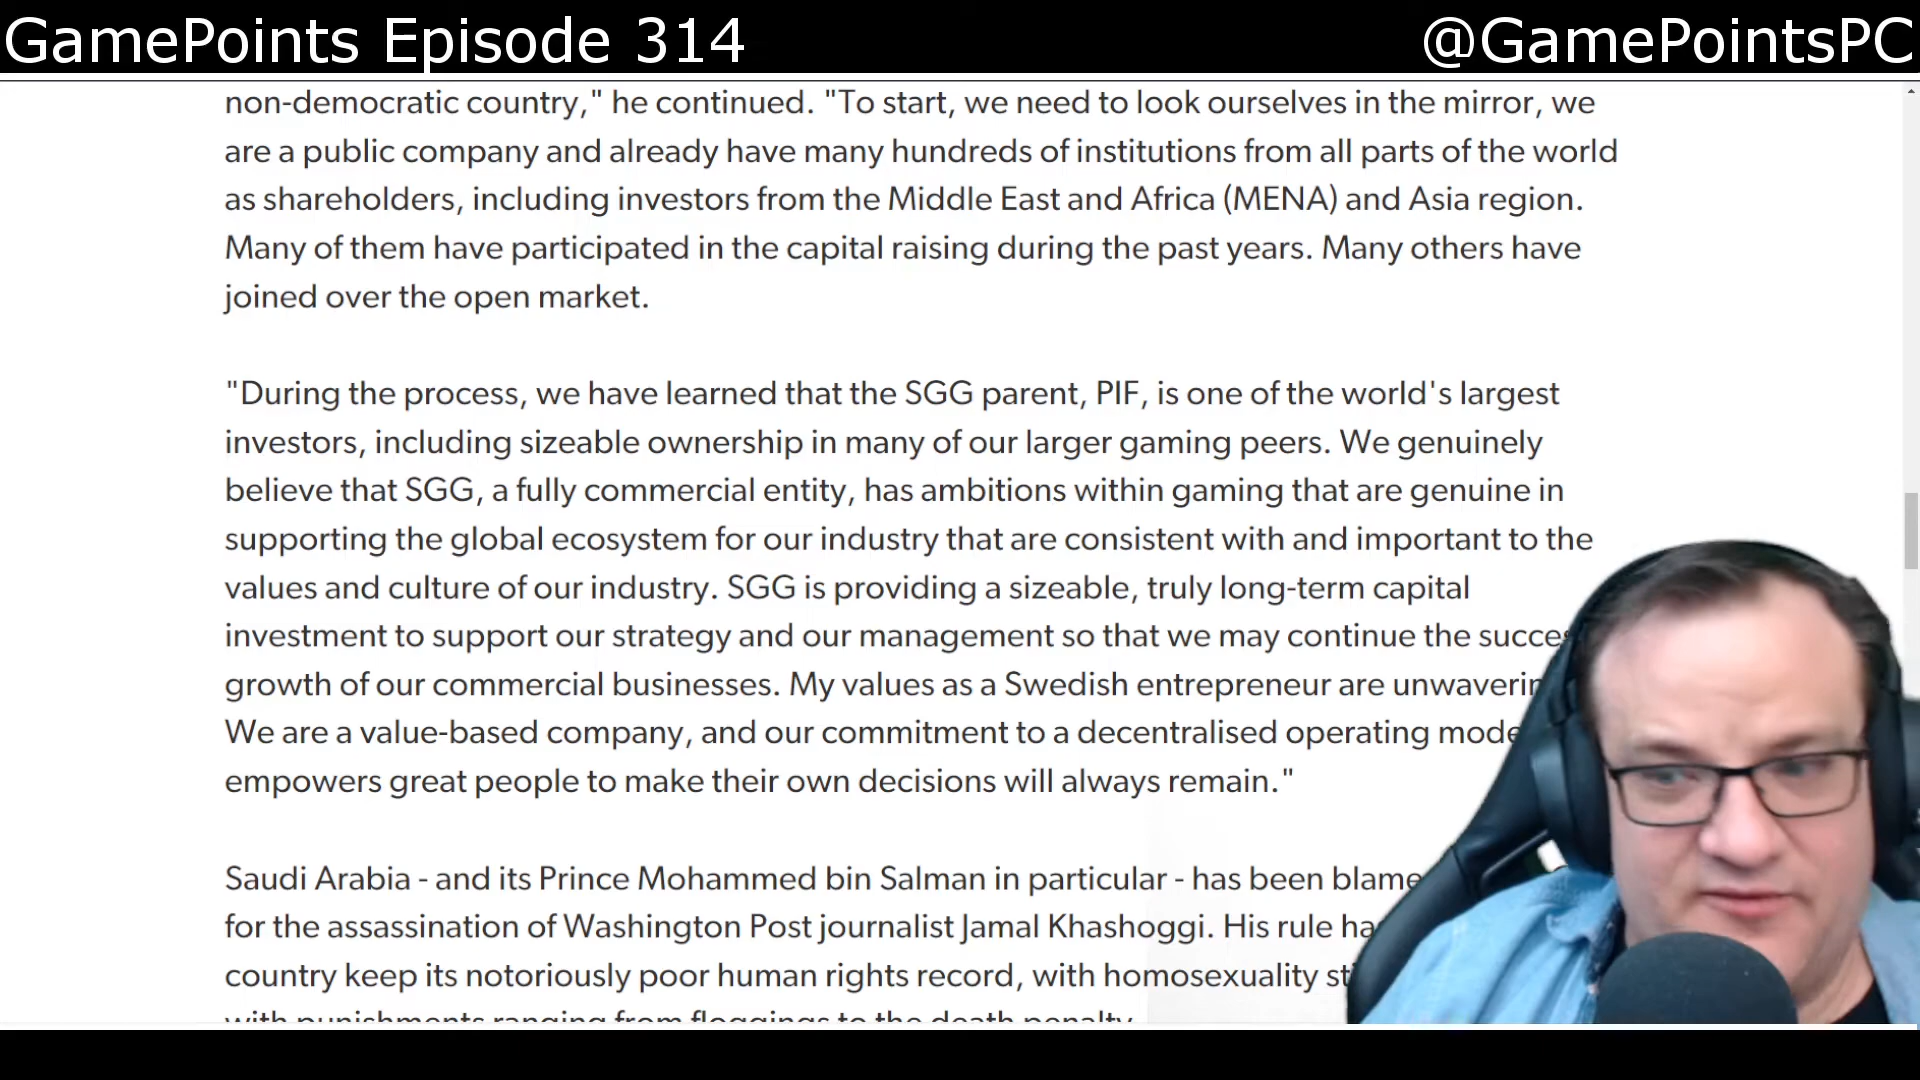 GamePoints Episode 314
@GamePointsPC
non-democratic country," he continued. "To start, we need to look ourselves in the mirror, we
are a public company and already have many hundreds of institutions from all parts of the world
as shareholders, including investors from the Middle East and Africa (MENA) and Asia region.
Many of them have participated in the capital raising during the past years. Many others have
joined over the open market.
"During the process, we have learned that the SGG parent, PIF, is one of the world's largest
investors, including sizeable ownership in many of our larger gaming peers. We genuinely
believe that SGG, a fully commercial entity, has ambitions within gaming that are genuine in
supporting the global ecosystem for our industry that are consistent with and important to the
values and culture of our industry. SGG is providing a sizeable, truly long-term capital
investment to support our strategy and our management so that we may continue the
growth of our commercial businesses. My values as a Swedish entrepreneur are
We are a value-based company, and our commitment to a decentralised operating
empowers great people to make their own decisions will always remain."
Saudi Arabia - and its Prince Mohammed bin Salman in particular - has been
for the assassination of Washington Post journalist Jamal Khashoggi. His rule
country keep its notoriously poor human rights record, with homosexuality
with punishments ranging from floggings to the death penalty